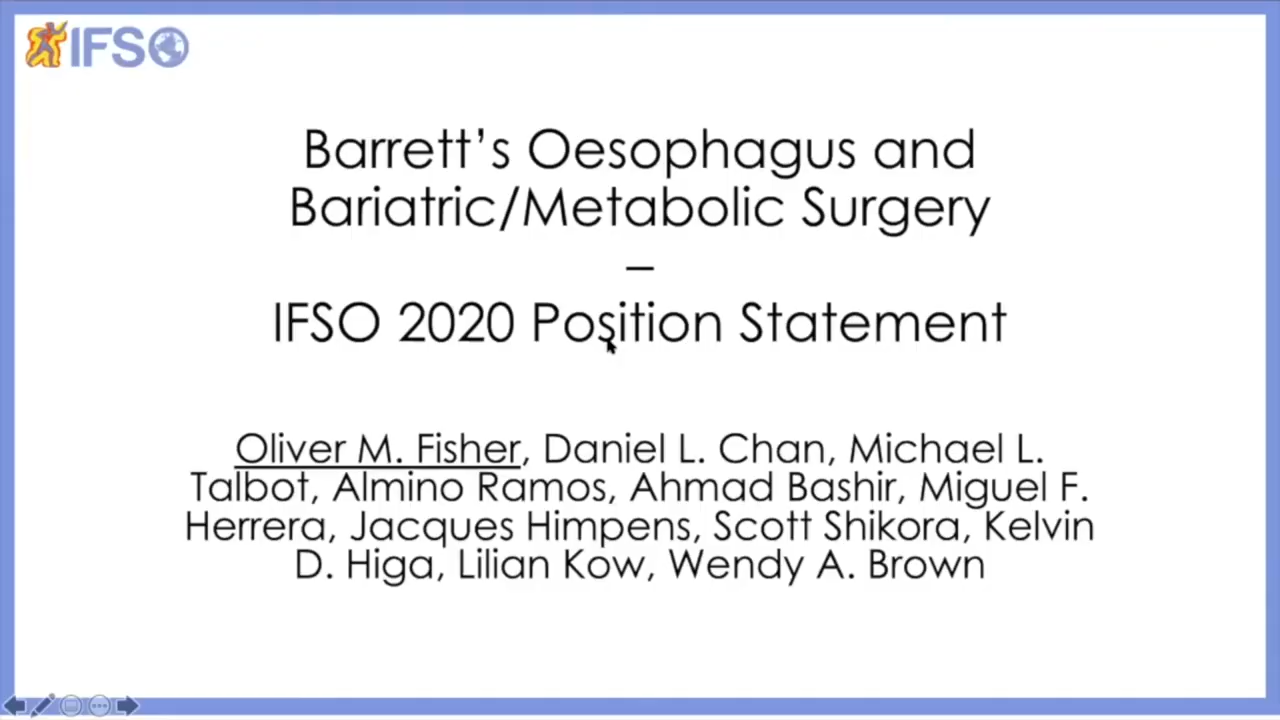 IFSO
Barrett’s Oesophagus and
Bariatric/Metabolic Surgery
–
IFSO 2020 Position Statement
Oliver M. Fisher, Daniel L. Chan, Michael L.
Talbot, Almino Ramos, Ahmad Bashir, Miguel F.
Herrera, Jacques Himpens, Scott Shikora, Kelvin
D. Higa, Lilian Kow, Wendy A. Brown